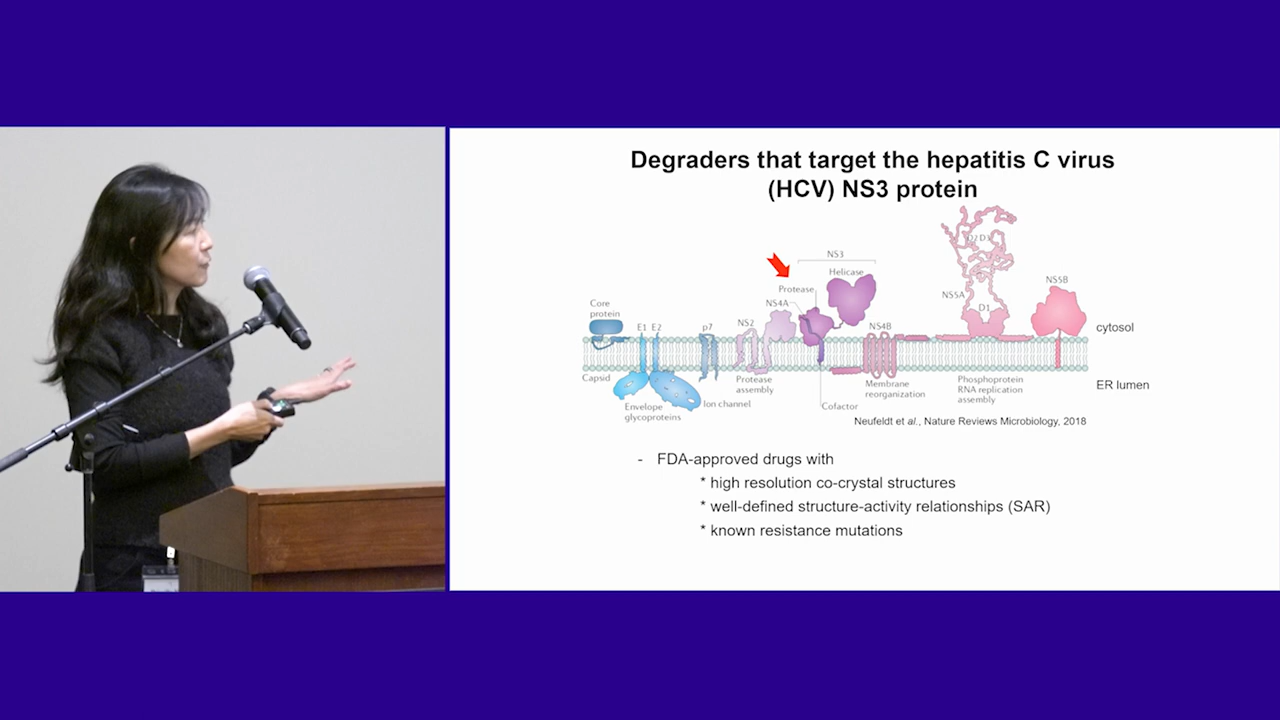 Degraders that target the hepatitis C virus
(HCV) NS3 protein
NS3
Helicase
Protease
NS4A
Core
protein
E1 E2
p7
NS2
NS4B
NS5A
D1
NS5B
cytosol
Capsid
Envelope
glycoproteins
Ion channel
Protease
assembly
Cofactor
Membrane
reorganization
Phosphoprotein
RNA replication
assembly
ER lumen
Neufeldt et al., Nature Reviews Microbiology, 2018
- FDA-approved drugs with
* high resolution co-crystal structures
* well-defined structure-activity relationships (SAR)
* known resistance mutations